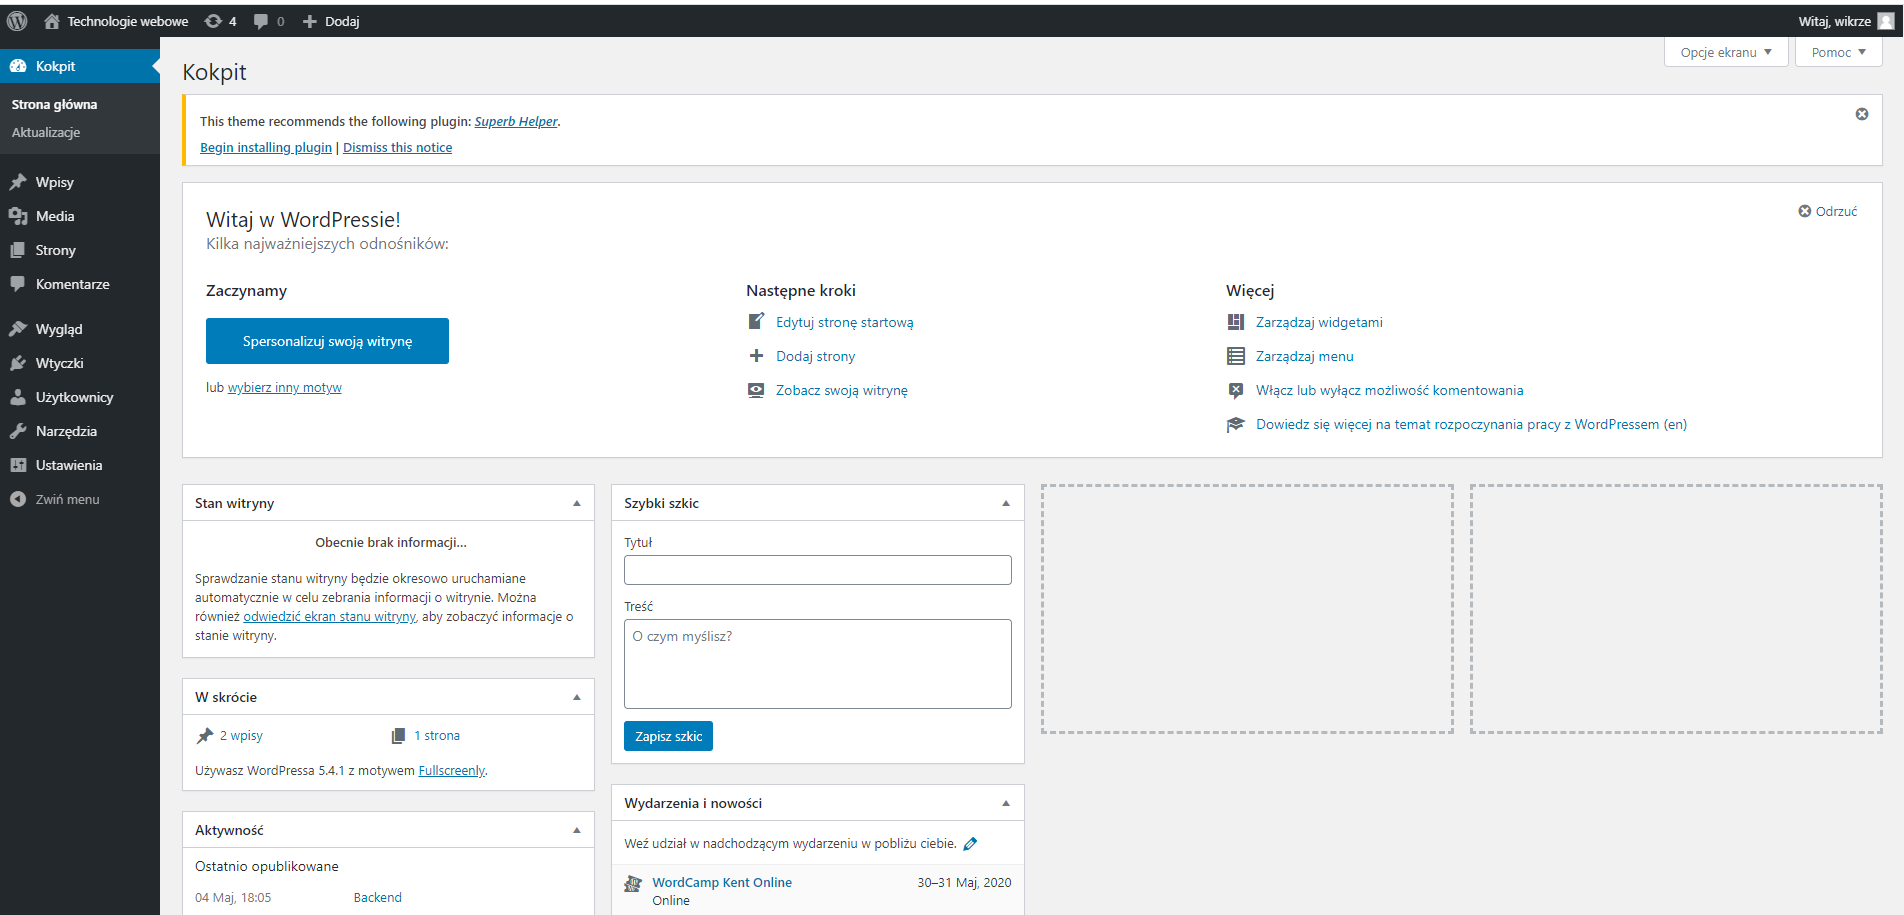 Technologie webowe 4 0 Dodaj
Witaj, wikrze
Kokpit
Strona główna
Aktualizacje
Wpisy
Media
Strony
Komentarze
Wygląd
Wtyczki
Użytkownicy
Narzędzia
Ustawienia
Zwiń menu
Opcje ekranu
Pomoc
Kokpit
This theme recommends the following plugin: Superb Helper.
Begin installing plugin | Dismiss this notice
Witaj w WordPressie!
Odrzuć
Kilka najważniejszych odnośników:
Zaczynamy
Spersonalizuj swoją witrynę
lub wybierz inny motyw
Następne kroki
Edytuj stronę startową
Dodaj strony
Zobacz swoją witrynę
Więcej
Zarządzaj widgetami
Zarządzaj menu
Włącz lub wyłącz możliwość komentowania
Dowiedz się więcej na temat rozpoczynania pracy z WordPressem (en)
Stan witryny
Obecnie brak informacji...
Sprawdzanie stanu witryny będzie okresowo uruchamiane
automatycznie w celu zebrania informacji o witrynie. Można
również odwiedzić ekran stanu witryny, aby zobaczyć informacje o
stanie witryny.
W skrócie
2 wpisy
1 strona
Używasz WordPressa 5.4.1 z motywem Fullscreenly.
Aktywność
Ostatnio opublikowane
04 Maj, 18:05 Backend
Szybki szkic
Tytuł
Treść
O czym myślisz?
Zapisz szkic
Wydarzenia i nowości
Weź udział w nadchodzącym wydarzeniu w pobliżu ciebie.
WordCamp Kent Online 30–31 Maj, 2020
Online